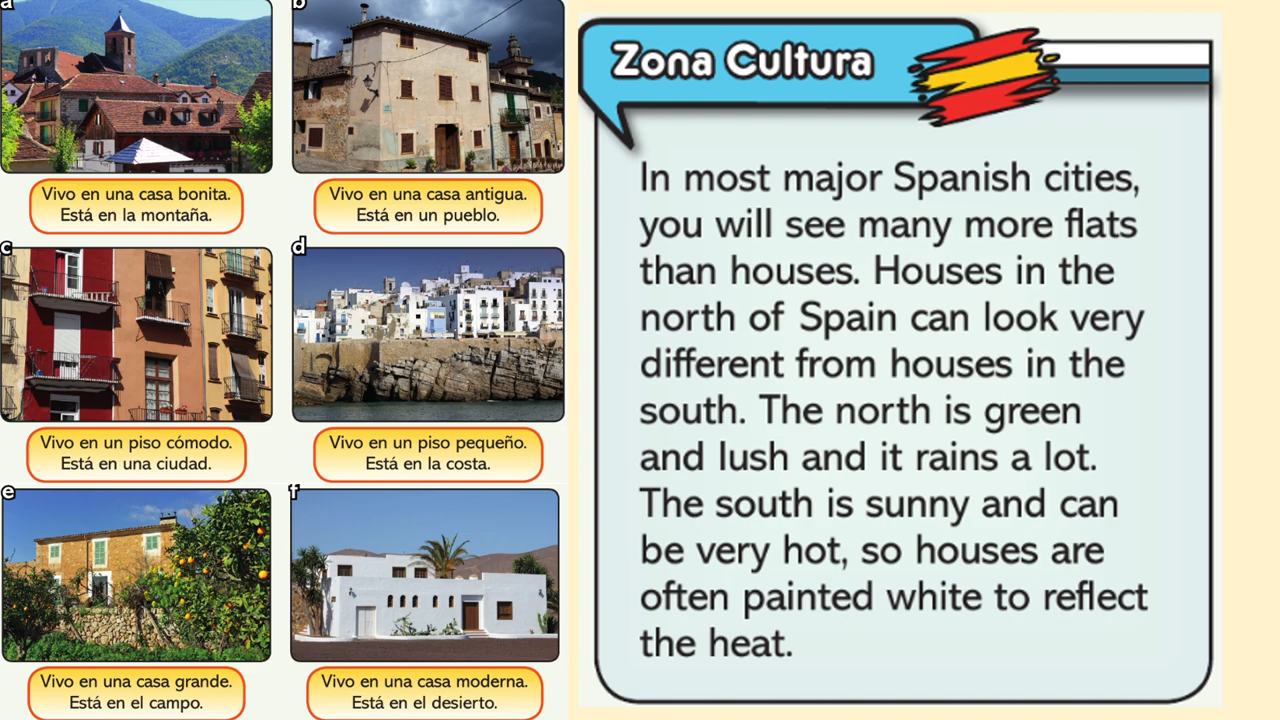 a
b
Vivo en una casa bonita.
Está en la montaña.
Vivo en una casa antigua.
Está en un pueblo.
c
d
Vivo en un piso cómodo.
Está en una ciudad.
Vivo en un piso pequeño.
Está en la costa.
e
f
Vivo en una casa grande.
Está en el campo.
Vivo en una casa moderna.
Está en el desierto.
Zona Cultura
In most major Spanish cities,
you will see many more flats
than houses. Houses in the
north of Spain can look very
different from houses in the
south. The north is green
and lush and it rains a lot.
The south is sunny and can
be very hot, so houses are
often painted white to reflect
the heat.